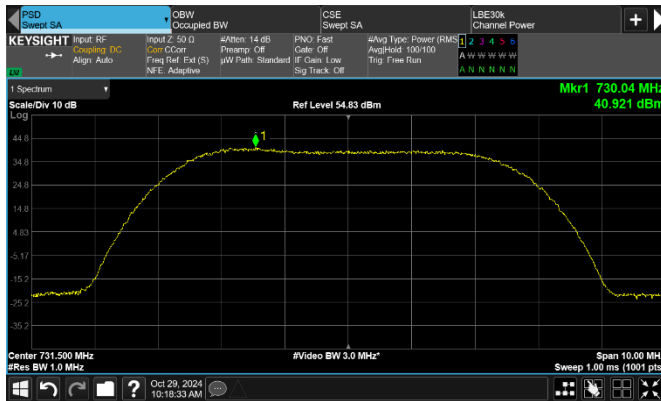 PSD
Swept SA
OBW
Occupied BW
CSE
Swept SA
LBE30k
Channel Power
KEYSIGHT
Input: RF
Coupling: DC
Align: Auto
Input Z: 50 Ω
Corr CCorr
Freq Ref: Ext (S)
NFE: Adaptive
#Atten: 14 dB
Preamp: Off
µW Path: Standard
PNO: Fast
Gate: Off
IF Gain: Low
Sig Track: Off
#Avg Type: Power (RMS
Avg|Hold: 100/100
Trig: Free Run
1 2 3 4 5 6
A W W W W W
A N N N N N
1 Spectrum
Scale/Div 10 dB
Ref Level 54.83 dBm
Mkr1 730.04 MHz
40.921 dBm
Log
1
44.8
34.8
24.8
14.8
4.83
-5.17
-15.2
-25.2
-35.2
Center 731.500 MHz
#Res BW 1.0 MHz
#Video BW 3.0 MHz*
Span 10.00 MHz
Sweep 1.00 ms (1001 pts)
Oct 29, 2024
10:18:33 AM